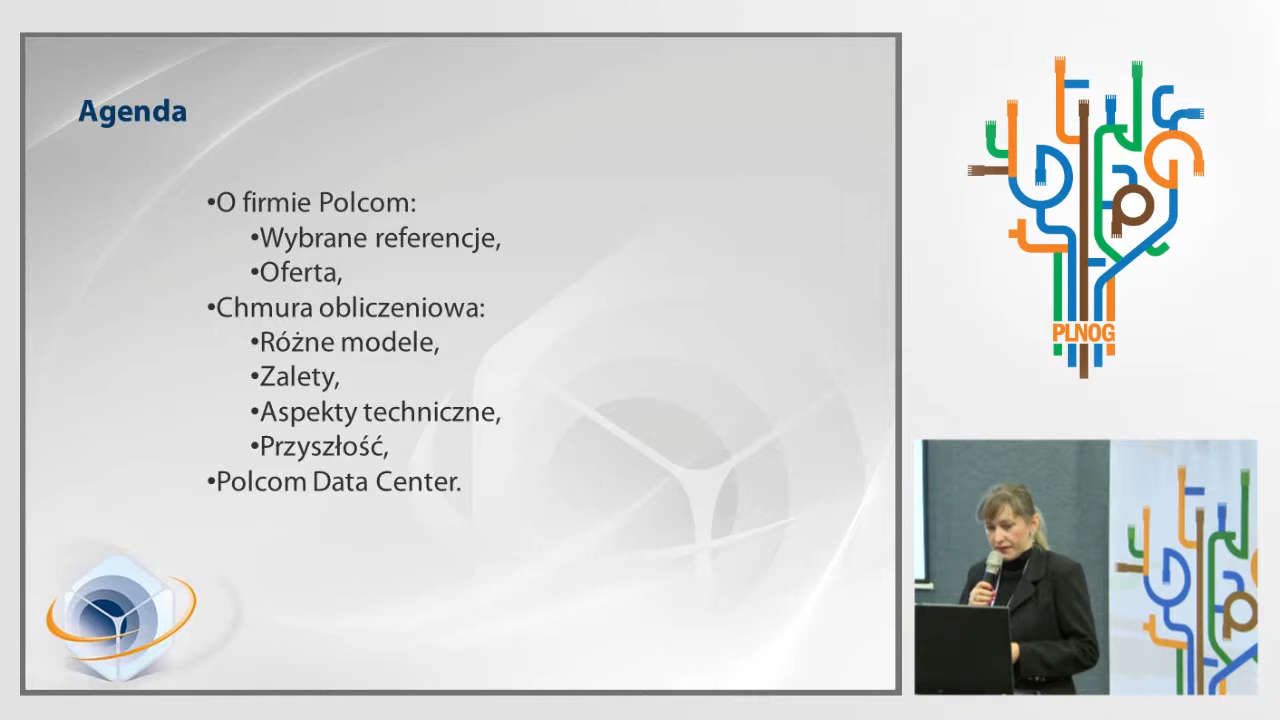 Agenda
•O firmie Polcom:
•Wybrane referencje,
•Oferta,
•Chmura obliczeniowa:
•Różne modele,
•Zalety,
•Aspekty techniczne,
•Przyszłość,
•Polcom Data Center.
PLNOG